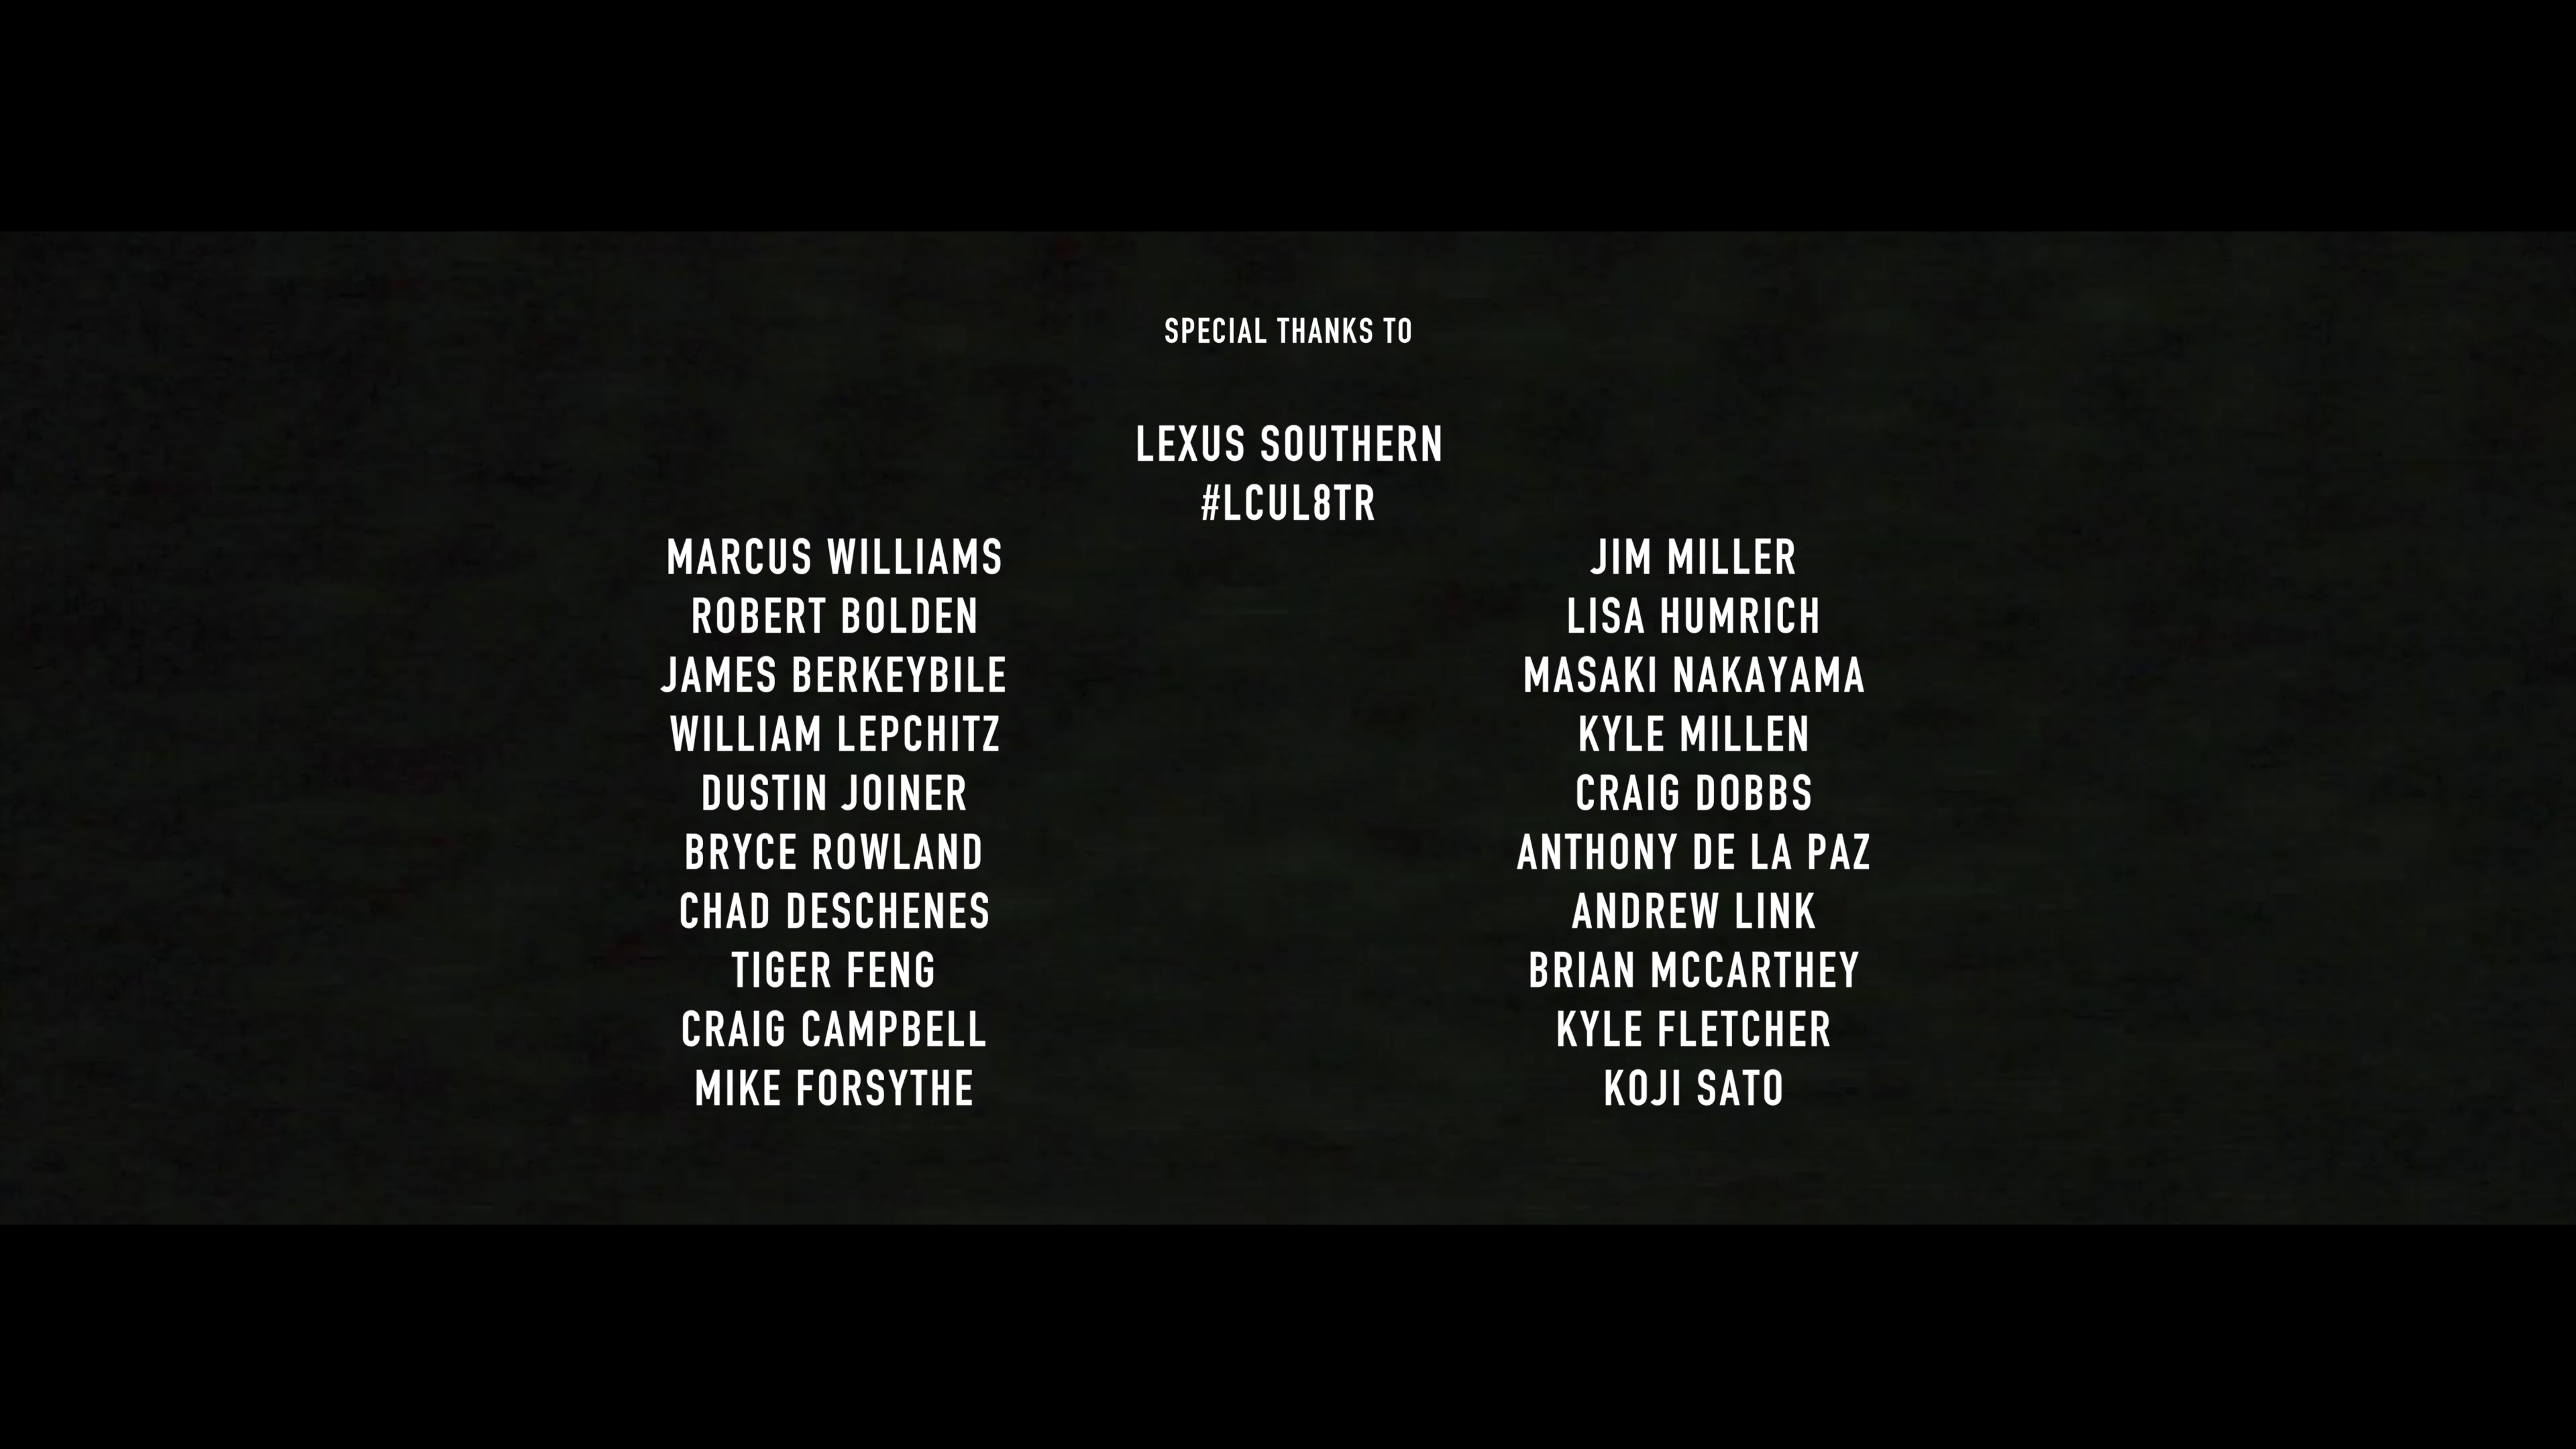 SPECIAL THANKS TO
LEXUS SOUTHERN
#LCUL8TR
MARCUS WILLIAMS
ROBERT BOLDEN
JAMES BERKEYBILE
WILLIAM LEPCHITZ
DUSTIN JOINER
BRYCE ROWLAND
CHAD DESCHENES
TIGER FENG
CRAIG CAMPBELL
MIKE FORSYTHE
JIM MILLER
LISA HUMRICH
MASAKI NAKAYAMA
KYLE MILLEN
CRAIG DOBBS
ANTHONY DE LA PAZ
ANDREW LINK
BRIAN MCCARTHEY
KYLE FLETCHER
KOJI SATO